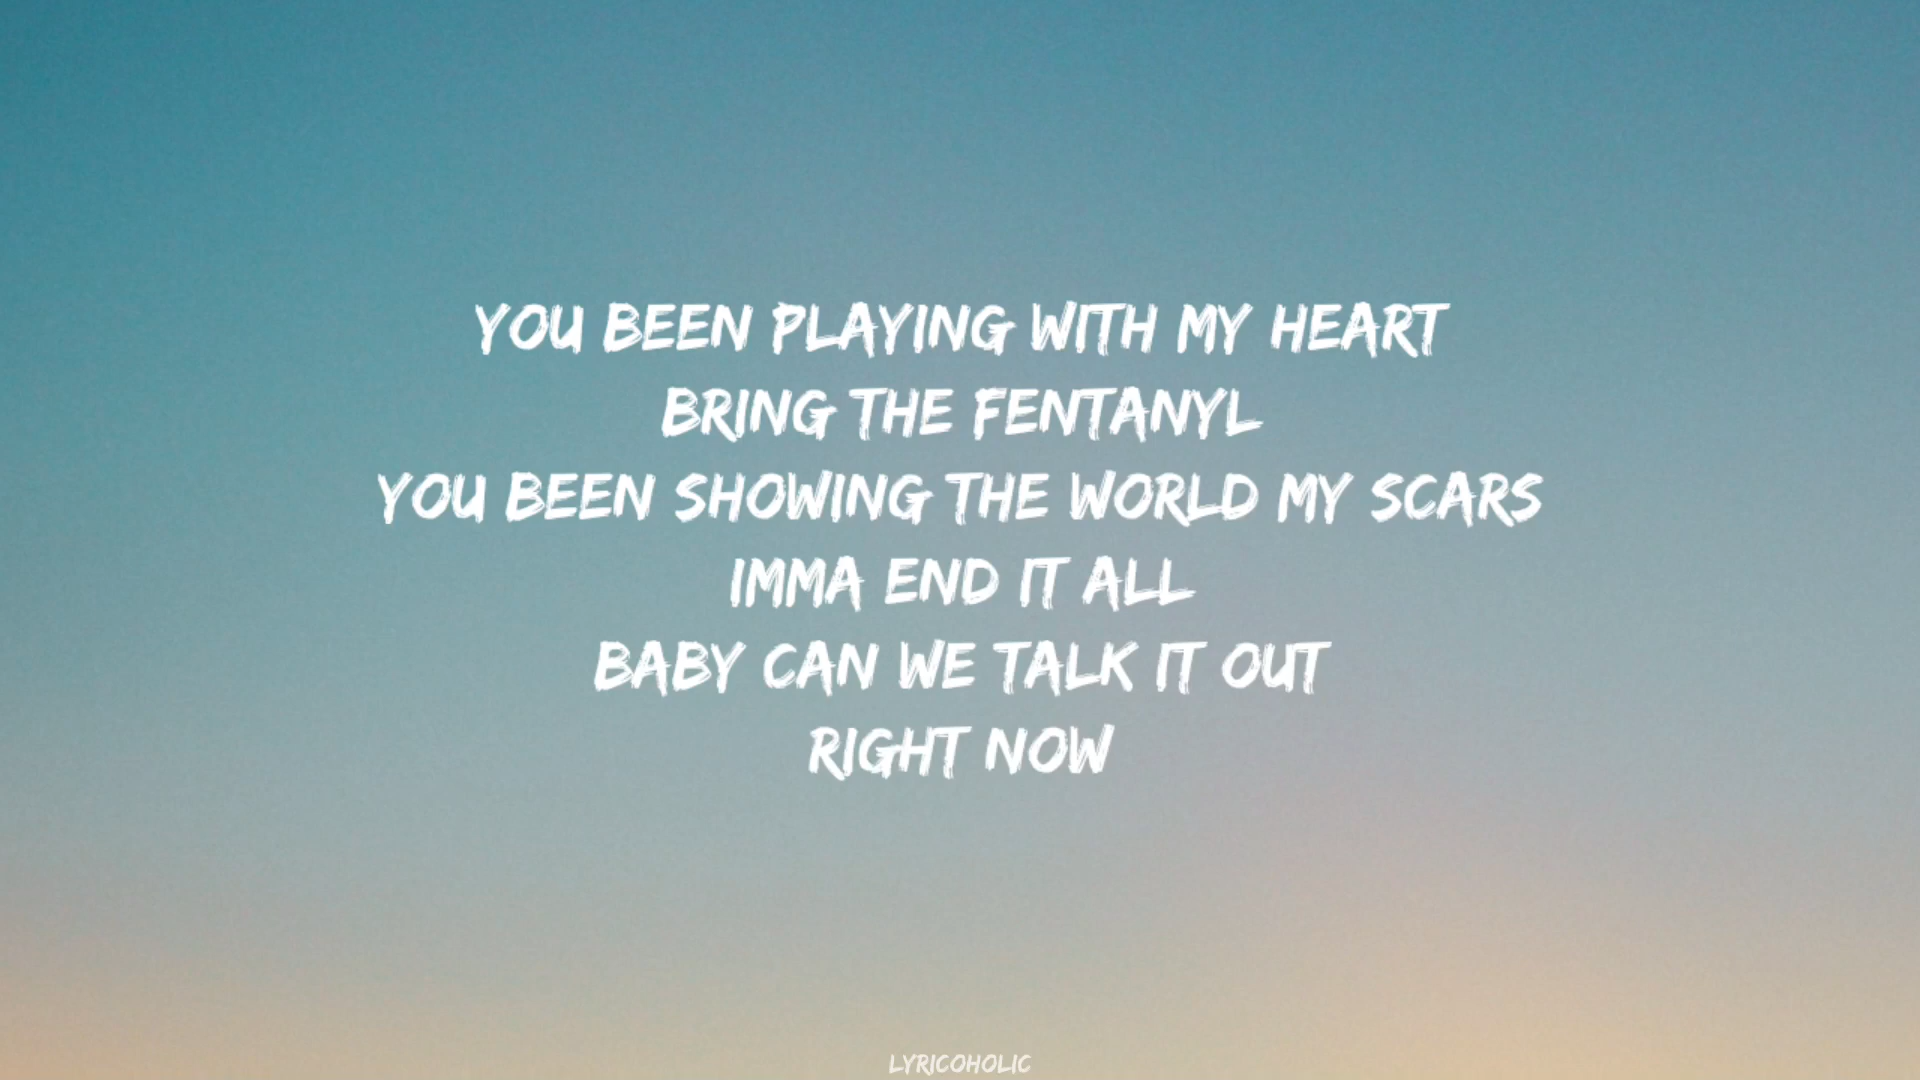 YOU BEEN PLAYING WITH MY HEART
BRING THE FENTANYL
YOU BEEN SHOWING THE WORLD MY SCARS
IMMA END IT ALL
BABY CAN WE TALK IT OUT
RIGHT NOW
LYRICOHOLIC